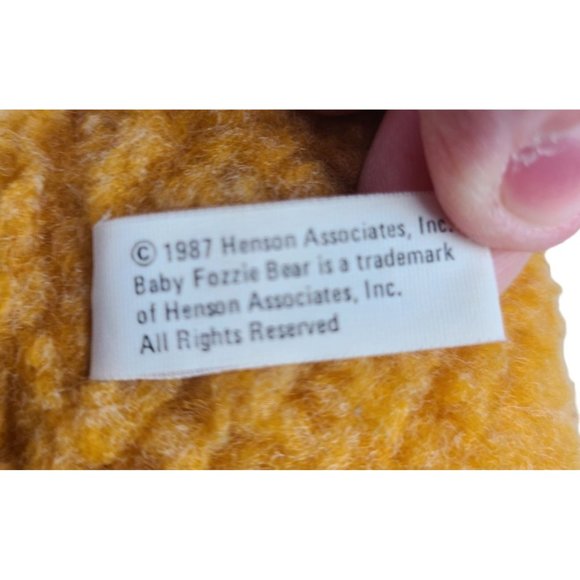 © 1987 Henson Associates, Inc.
Baby Fozzie Bear is a trademark
of Henson Associates, Inc.
All Rights Reserved